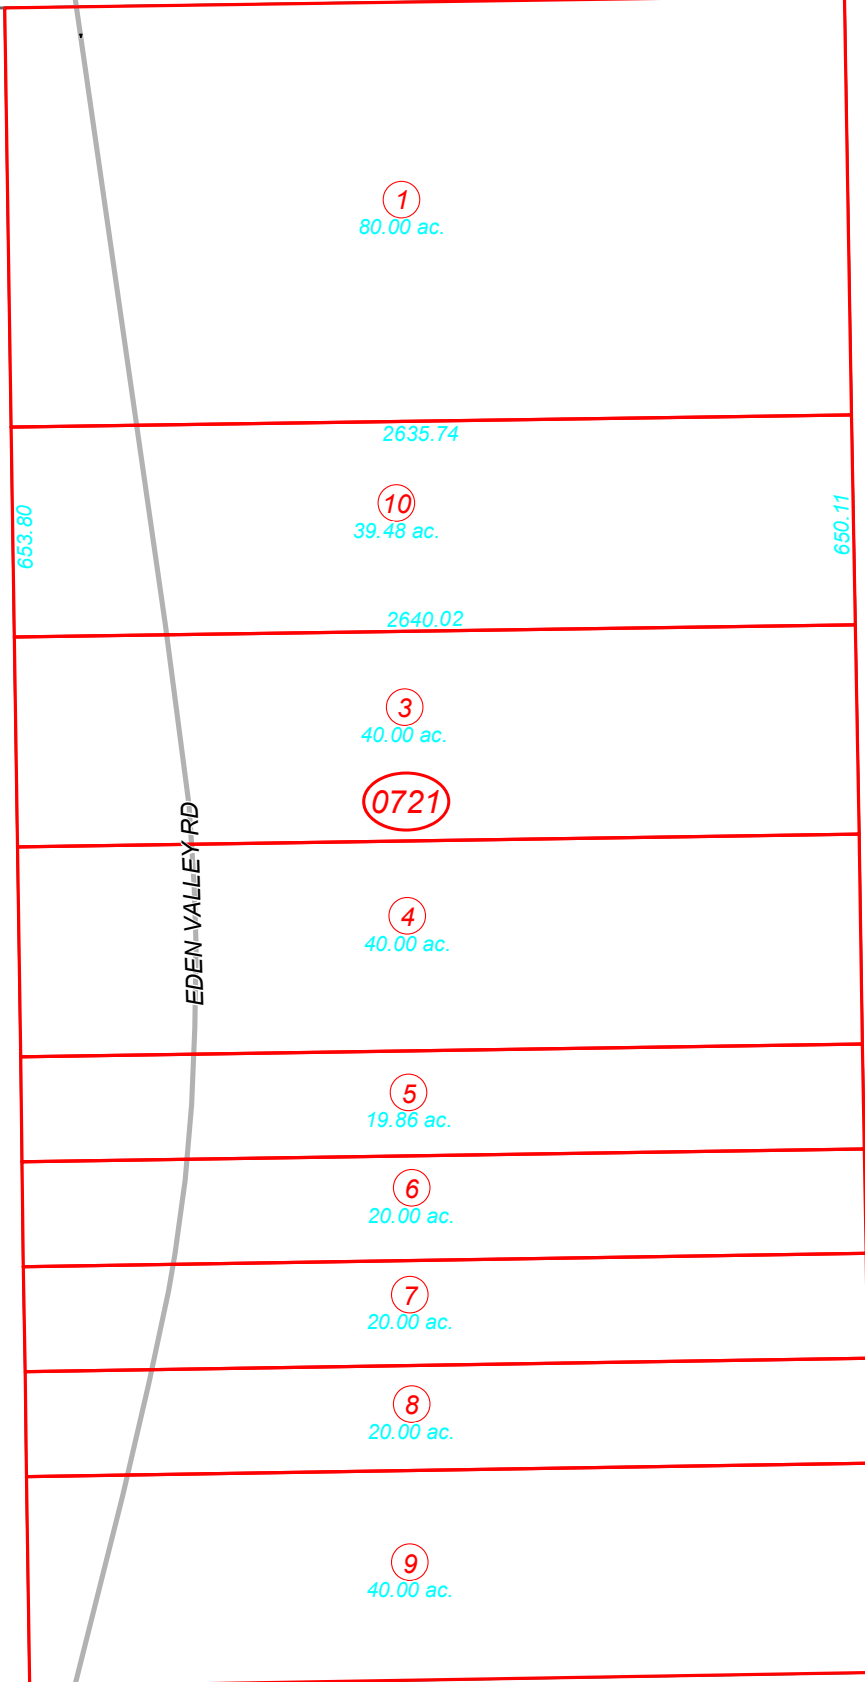 1
80.00 ac.
2635.74
10
39.48 ac.
653.80
650.11
2640.02
3
40.00 ac.
0721
EDEN VALLEY RD
4
40.00 ac.
5
19.86 ac.
6
20.00 ac.
7
20.00 ac.
8
20.00 ac.
9
40.00 ac.